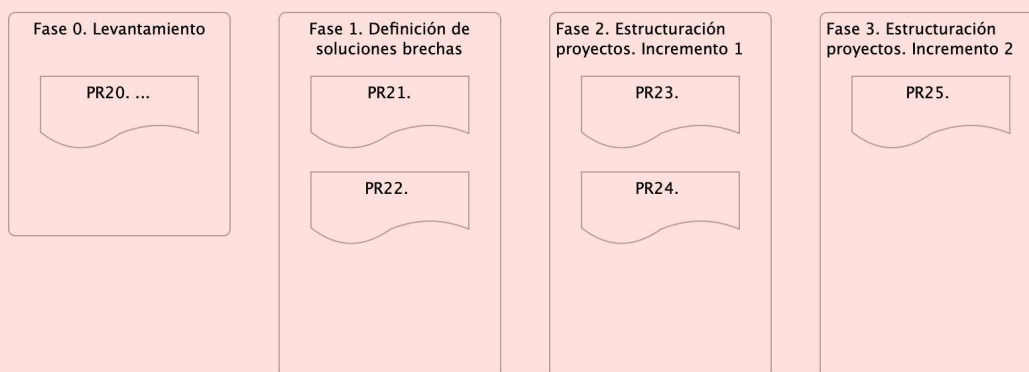 Fase 0. Levantamiento
PR20. ...
Fase 1. Definición de
soluciones brechas
PR21.
PR22.
Fase 2. Estructuración
proyectos. Incremento 1
PR23.
PR24.
Fase 3. Estructuración
proyectos. Incremento 2
PR25.